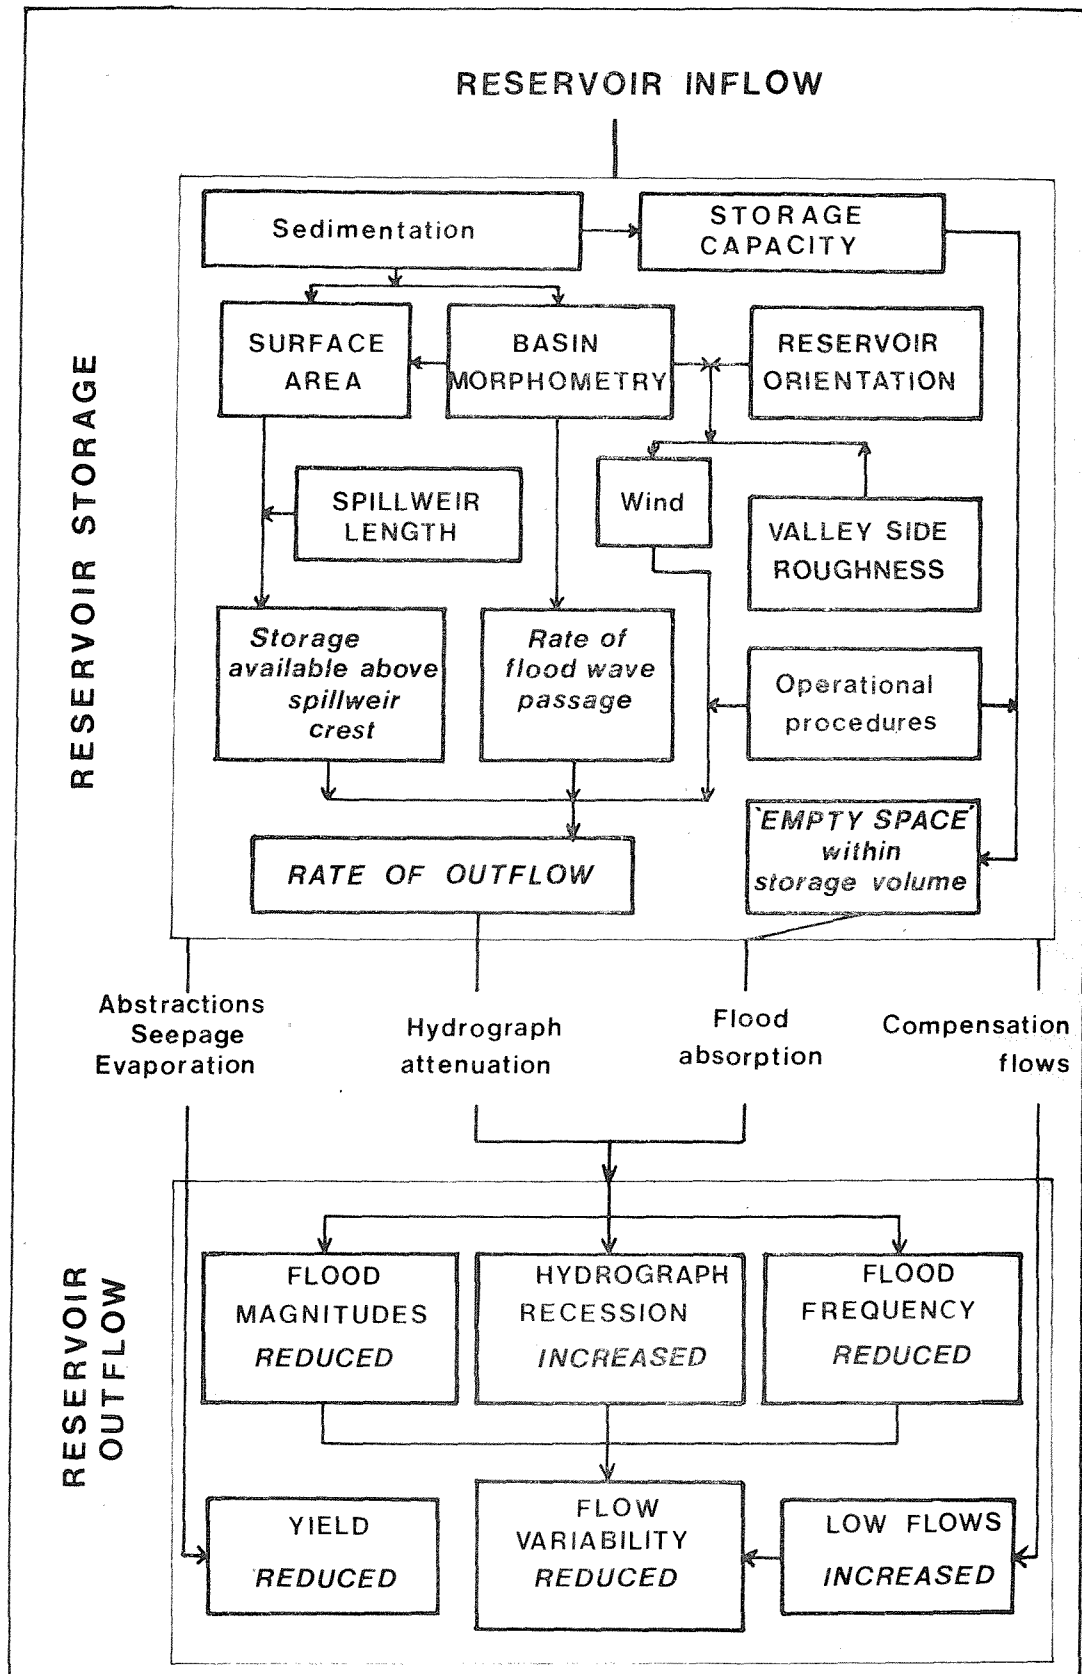 RESERVOIR INFLOW
RESERVOIR STORAGE
Sedimentation
STORAGE
CAPACITY
SURFACE
AREA
BASIN
MORPHOMETRY
RESERVOIR
ORIENTATION
SPILLWEIR
LENGTH
Wind
VALLEY SIDE
ROUGHNESS
Storage
available above
spillweir
crest
Rate of
flood wave
passage
Operational
procedures
RATE OF OUTFLOW
'EMPTY SPACE'
within
storage volume
Abstractions
Seepage
Evaporation
Hydrograph
attenuation
Flood
absorption
Compensation
flows
RESERVOIR
OUTFLOW
FLOOD
MAGNITUDES
REDUCED
HYDROGRAPH
RECESSION
INCREASED
FLOOD
FREQUENCY
REDUCED
YIELD
REDUCED
FLOW
VARIABILITY
REDUCED
LOW FLOWS
INCREASED